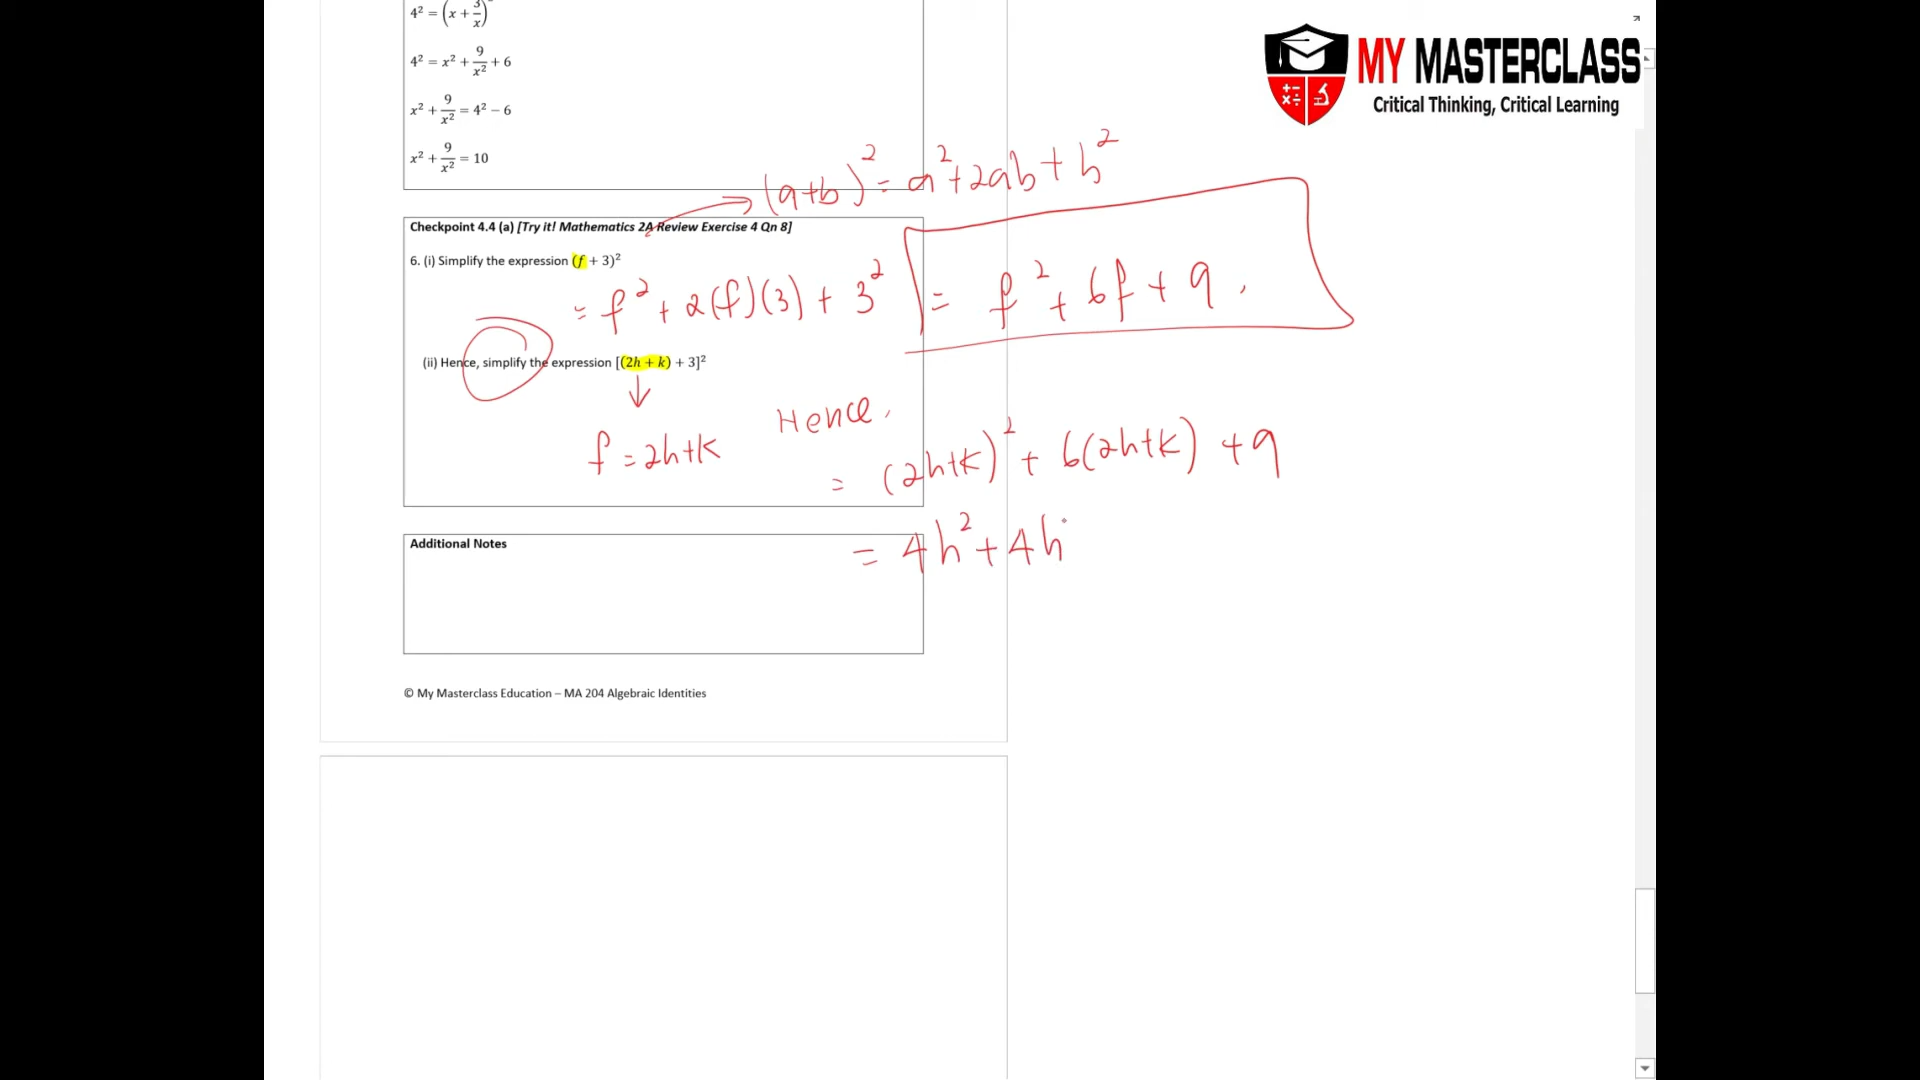 4² = (x + 3/x)²
4² = x² + 9/x² + 6
x² + 9/x² = 4² − 6
x² + 9/x² = 10
MY MASTERCLASS
Critical Thinking, Critical Learning
(a+b)² = a² + 2ab + b²
Checkpoint 4.4 (a) [Try it! Mathematics 2A Review Exercise 4 Qn 8]
6. (i) Simplify the expression (f + 3)²
= f² + 2(f)(3) + 3² = f² + 6f + 9,
(ii) Hence, simplify the expression [(2h + k) + 3]²
f = 2h+k
Hence,
= (2h+k)² + 6(2h+k) + 9
= 4h² + 4h
Additional Notes
© My Masterclass Education – MA 204 Algebraic Identities